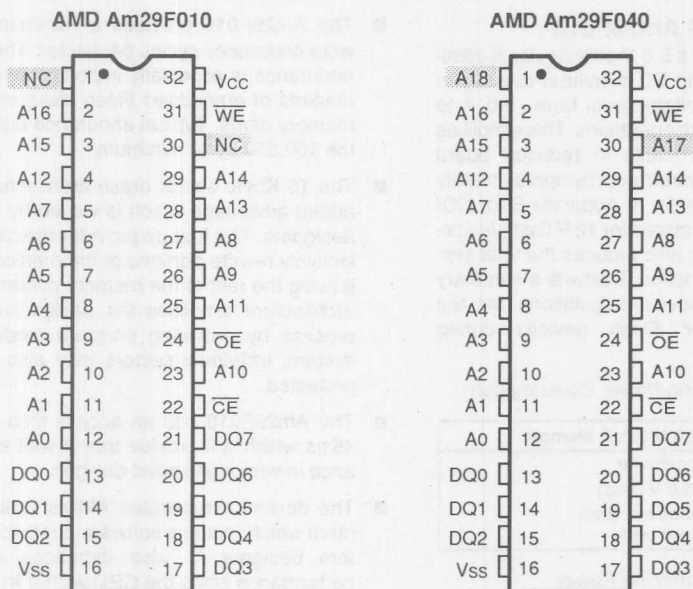 AMD Am29F010
NC 1 32 Vcc
A16 2 31 WE
A15 3 30 NC
A12 4 29 A14
A7 5 28 A13
A6 6 27 A8
A5 7 26 A9
A4 8 25 A11
A3 9 24 OE
A2 10 23 A10
A1 11 22 CE
A0 12 21 DQ7
DQ0 13 20 DQ6
DQ1 14 19 DQ5
DQ2 15 18 DQ4
Vss 16 17 DQ3
AMD Am29F040
A18 1 32 Vcc
A16 2 31 WE
A15 3 30 A17
A12 4 29 A14
A7 5 28 A13
A6 6 27 A8
A5 7 26 A9
A4 8 25 A11
A3 9 24 OE
A2 10 23 A10
A1 11 22 CE
A0 12 21 DQ7
DQ0 13 20 DQ6
DQ1 14 19 DQ5
DQ2 15 18 DQ4
Vss 16 17 DQ3